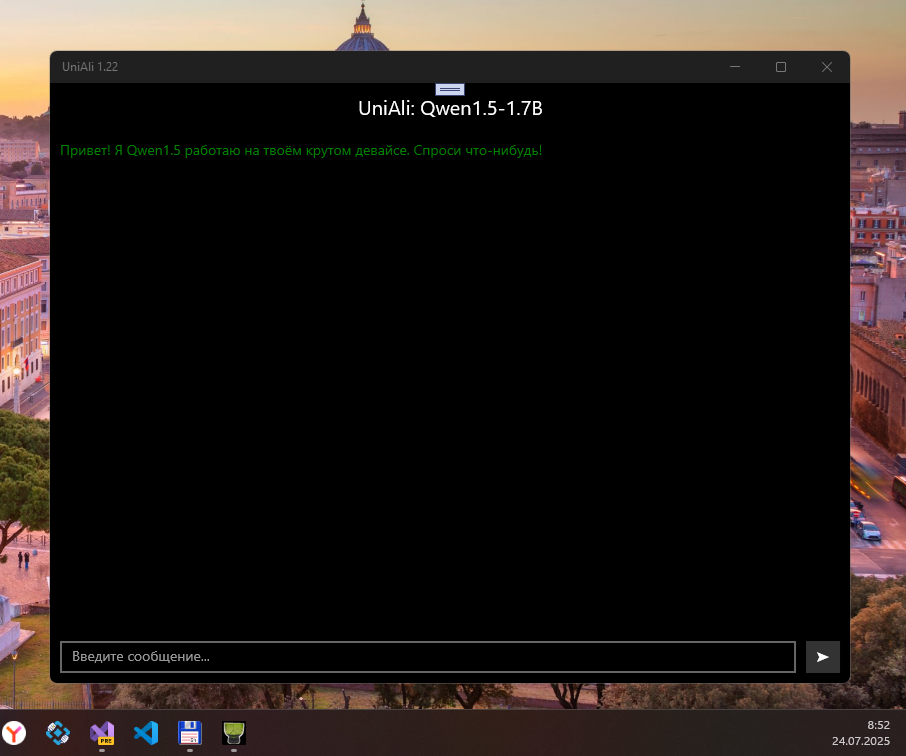 UniAli 1.22
UniAli: Qwen1.5-1.7B
Привет! Я Qwen1.5 работаю на твоём крутом девайсе. Спроси что-нибудь!
Введите сообщение...
PRE
8:52
24.07.2025